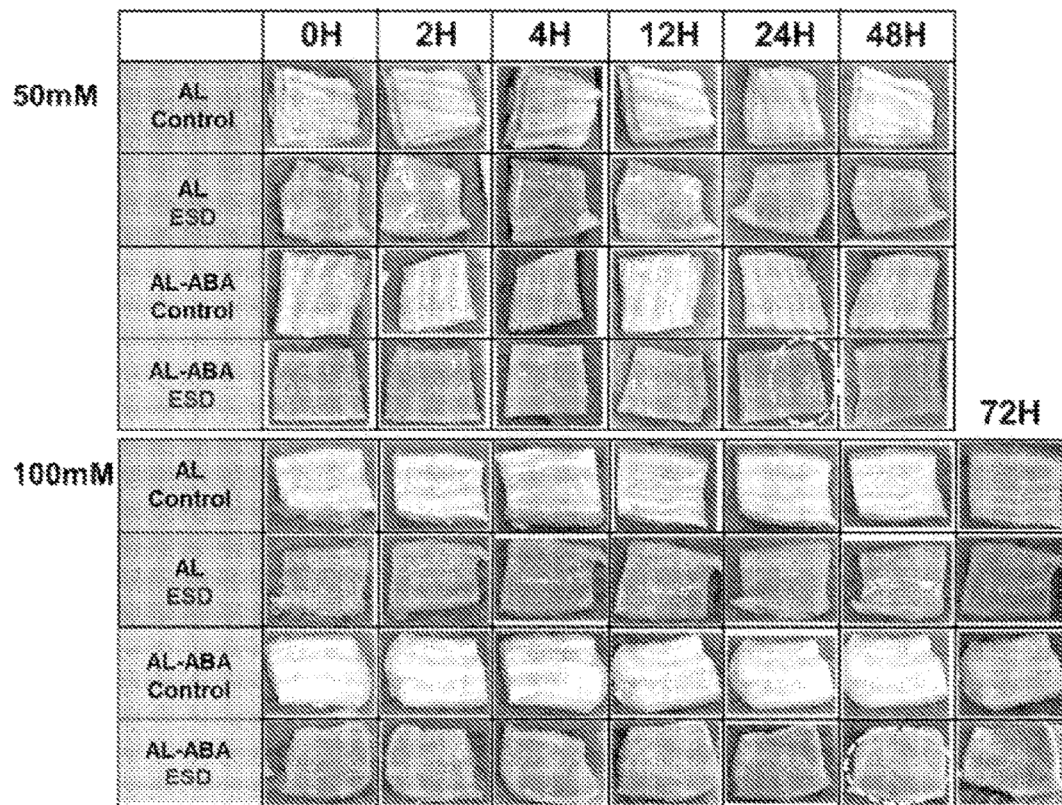 0H 2H 4H 12H 24H 48H
50mM
AL
Control
AL
ESD
AL-ABA
Control
AL-ABA
ESD
72H
100mM
AL
Control
AL
ESD
AL-ABA
Control
AL-ABA
ESD